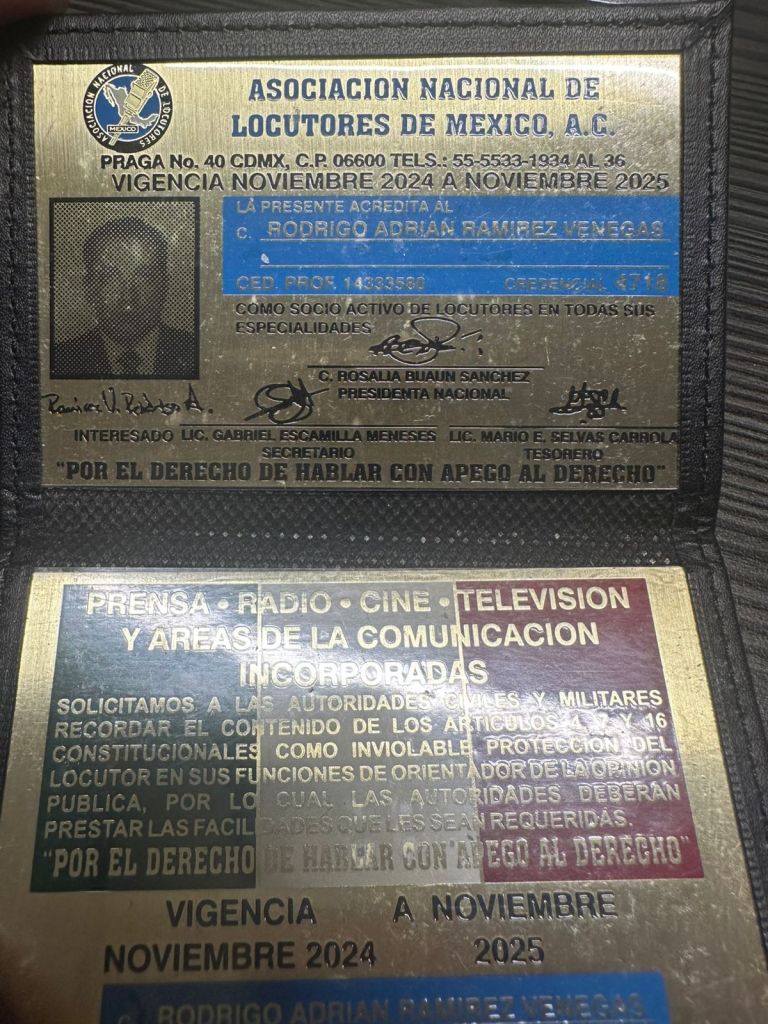 ASOCIACION NACIONAL DE LOCUTORES
MEXICO
ASOCIACION NACIONAL DE
LOCUTORES DE MEXICO, A.C.
PRAGA No. 40 CDMX, C.P. 06600 TELS.: 55-5533-1934 AL 36
VIGENCIA NOVIEMBRE 2024 A NOVIEMBRE 2025
LA PRESENTE ACREDITA AL
C. RODRIGO ADRIAN RAMIREZ VENEGAS
CED. PROF. 14333580 CREDENCIAL 4718
COMO SOCIO ACTIVO DE LOCUTORES EN TODAS SUS
ESPECIALIDADES
C. ROSALIA BUAUN SANCHEZ
PRESIDENTA NACIONAL
Ramirez V. Rodrigo A.
INTERESADO LIC. GABRIEL ESCAMILLA MENESES LIC. MARIO E. SELVAS CARROLA
SECRETARIO TESORERO
"POR EL DERECHO DE HABLAR CON APEGO AL DERECHO"
PRENSA • RADIO • CINE • TELEVISION
Y AREAS DE LA COMUNICACION
INCORPORADAS
SOLICITAMOS A LAS AUTORIDADES CIVILES Y MILITARES
RECORDAR EL CONTENIDO DE LOS ARTICULOS 4, 7 Y 16
CONSTITUCIONALES COMO INVIOLABLE PROTECCION DEL
LOCUTOR EN SUS FUNCIONES DE ORIENTADOR DE LA OPINION
PUBLICA, POR LO CUAL LAS AUTORIDADES DEBERAN
PRESTAR LAS FACILIDADES QUE LES SEAN REQUERIDAS.
"POR EL DERECHO DE HABLAR CON APEGO AL DERECHO"
VIGENCIA A NOVIEMBRE
NOVIEMBRE 2024 2025
C. RODRIGO ADRIAN RAMIREZ VENEGAS